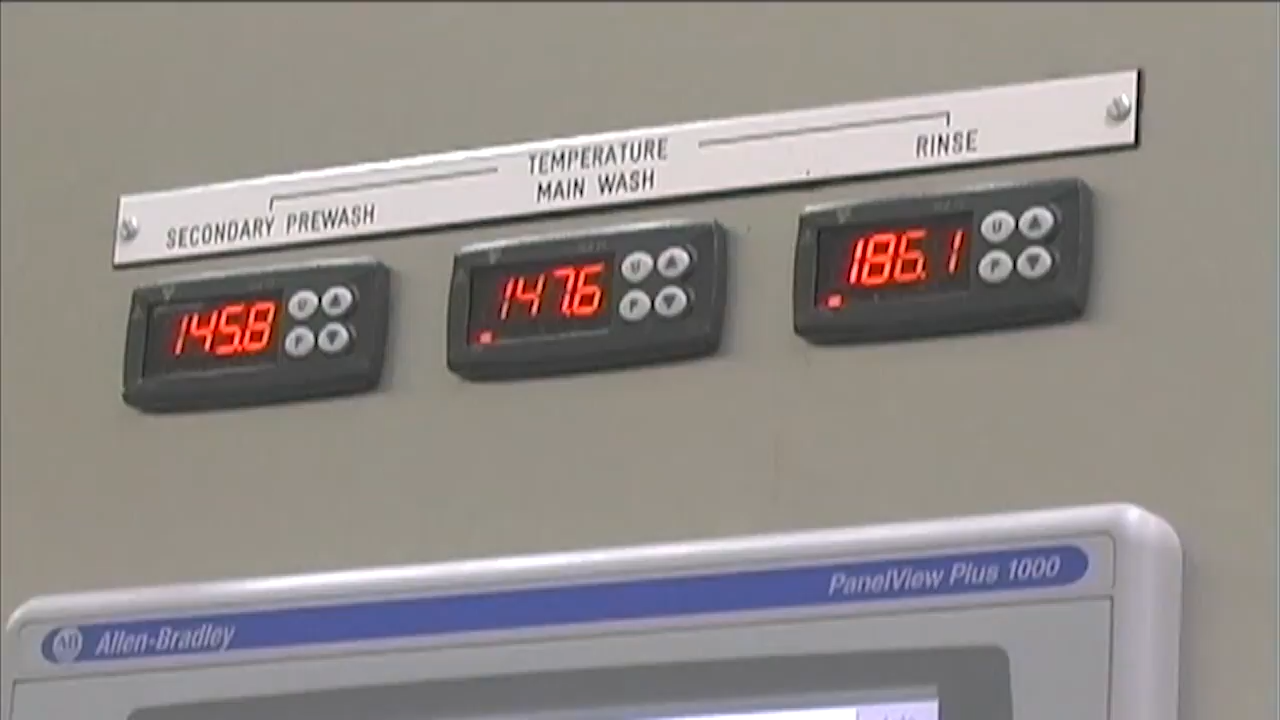 TEMPERATURE
SECONDARY PREWASH
MAIN WASH
RINSE
145.8
U
P
147.6
U
P
186.1
U
P
Allen-Bradley
PanelView Plus 1000